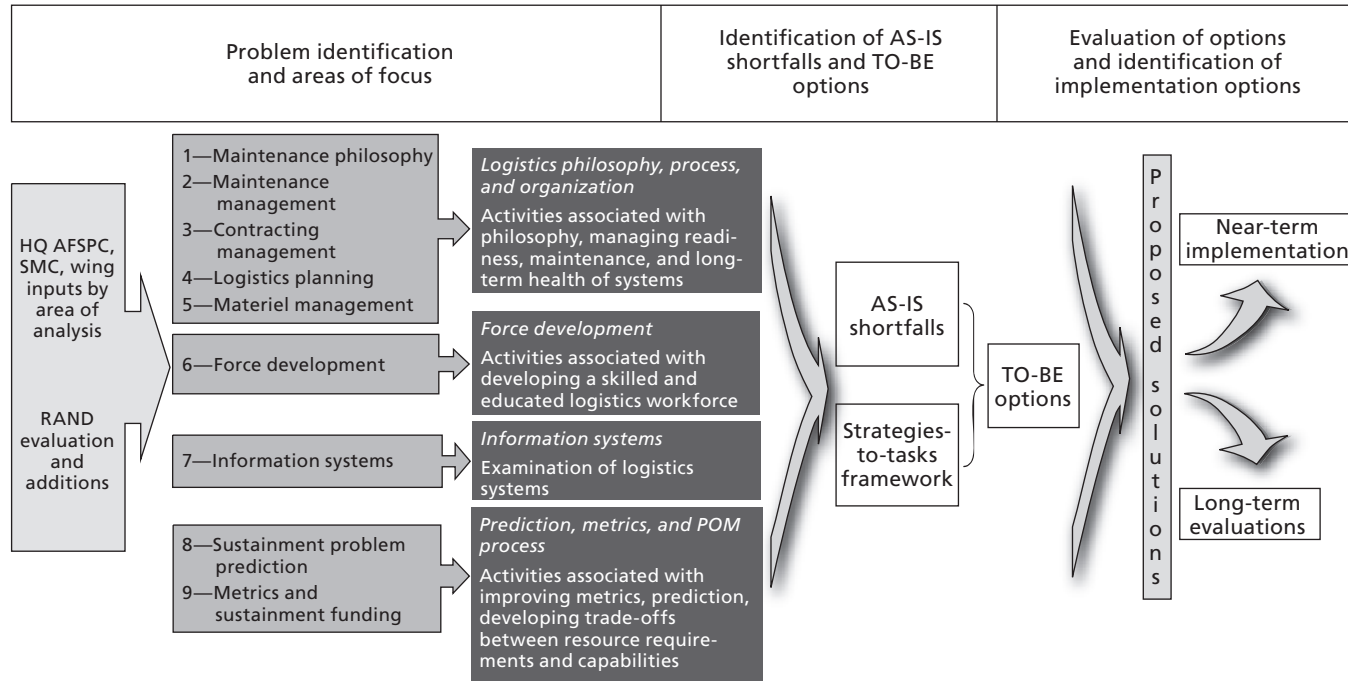 Problem identification
and areas of focus
Identification of AS-IS
shortfalls and TO-BE
options
Evaluation of options
and identification of
implementation options
HQ AFSPC,
SMC, wing
inputs by
area of
analysis
RAND
evaluation
and
additions
1—Maintenance philosophy
2—Maintenance
management
3—Contracting
management
4—Logistics planning
5—Materiel management
6—Force development
7—Information systems
8—Sustainment problem
prediction
9—Metrics and
sustainment funding
Logistics philosophy, process,
and organization
Activities associated with
philosophy, managing readi-
ness, maintenance, and long-
term health of systems
Force development
Activities associated with
developing a skilled and
educated logistics workforce
Information systems
Examination of logistics
systems
Prediction, metrics, and POM
process
Activities associated with
improving metrics, prediction,
developing trade-offs
between resource require-
ments and capabilities
AS-IS
shortfalls
Strategies-
to-tasks
framework
TO-BE
options
Proposed solutions
Near-term
implementation
Long-term
evaluations